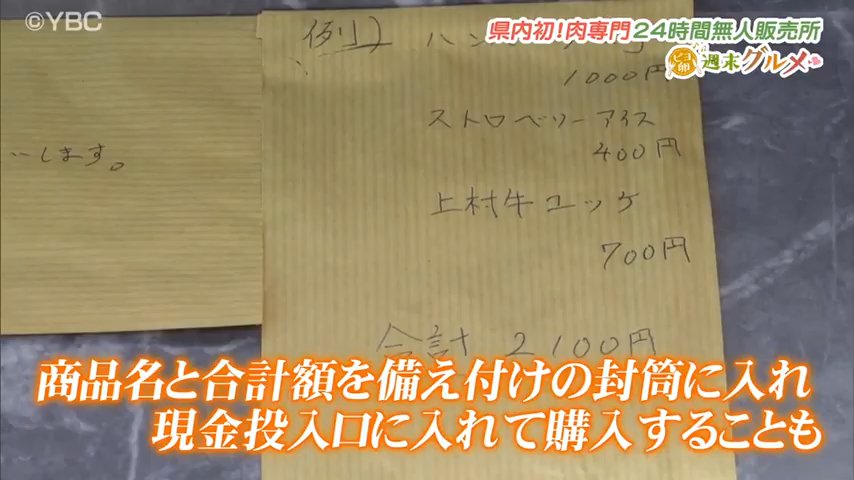 ©YBC
県内初！肉専門24時間無人販売所
ピヨ卵 週末グルメ
例1)
1000円
ストロベリーアイス
400円
します。
上村牛ユッケ
700円
合計 2100円
商品名と合計額を備え付けの封筒に入れ
現金投入口に入れて購入することも